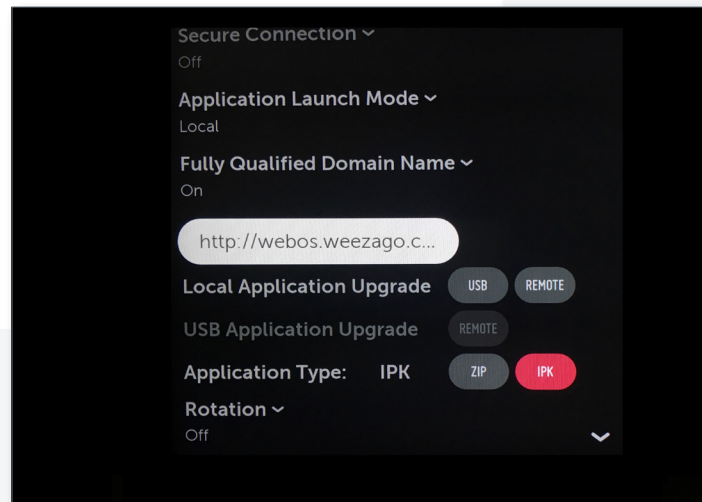 Secure Connection
Off
Application Launch Mode
Local
Fully Qualified Domain Name
On
http://webos.weezago.c...
Local Application Upgrade USB REMOTE
USB Application Upgrade REMOTE
Application Type: IPK ZIP IPK
Rotation
Off